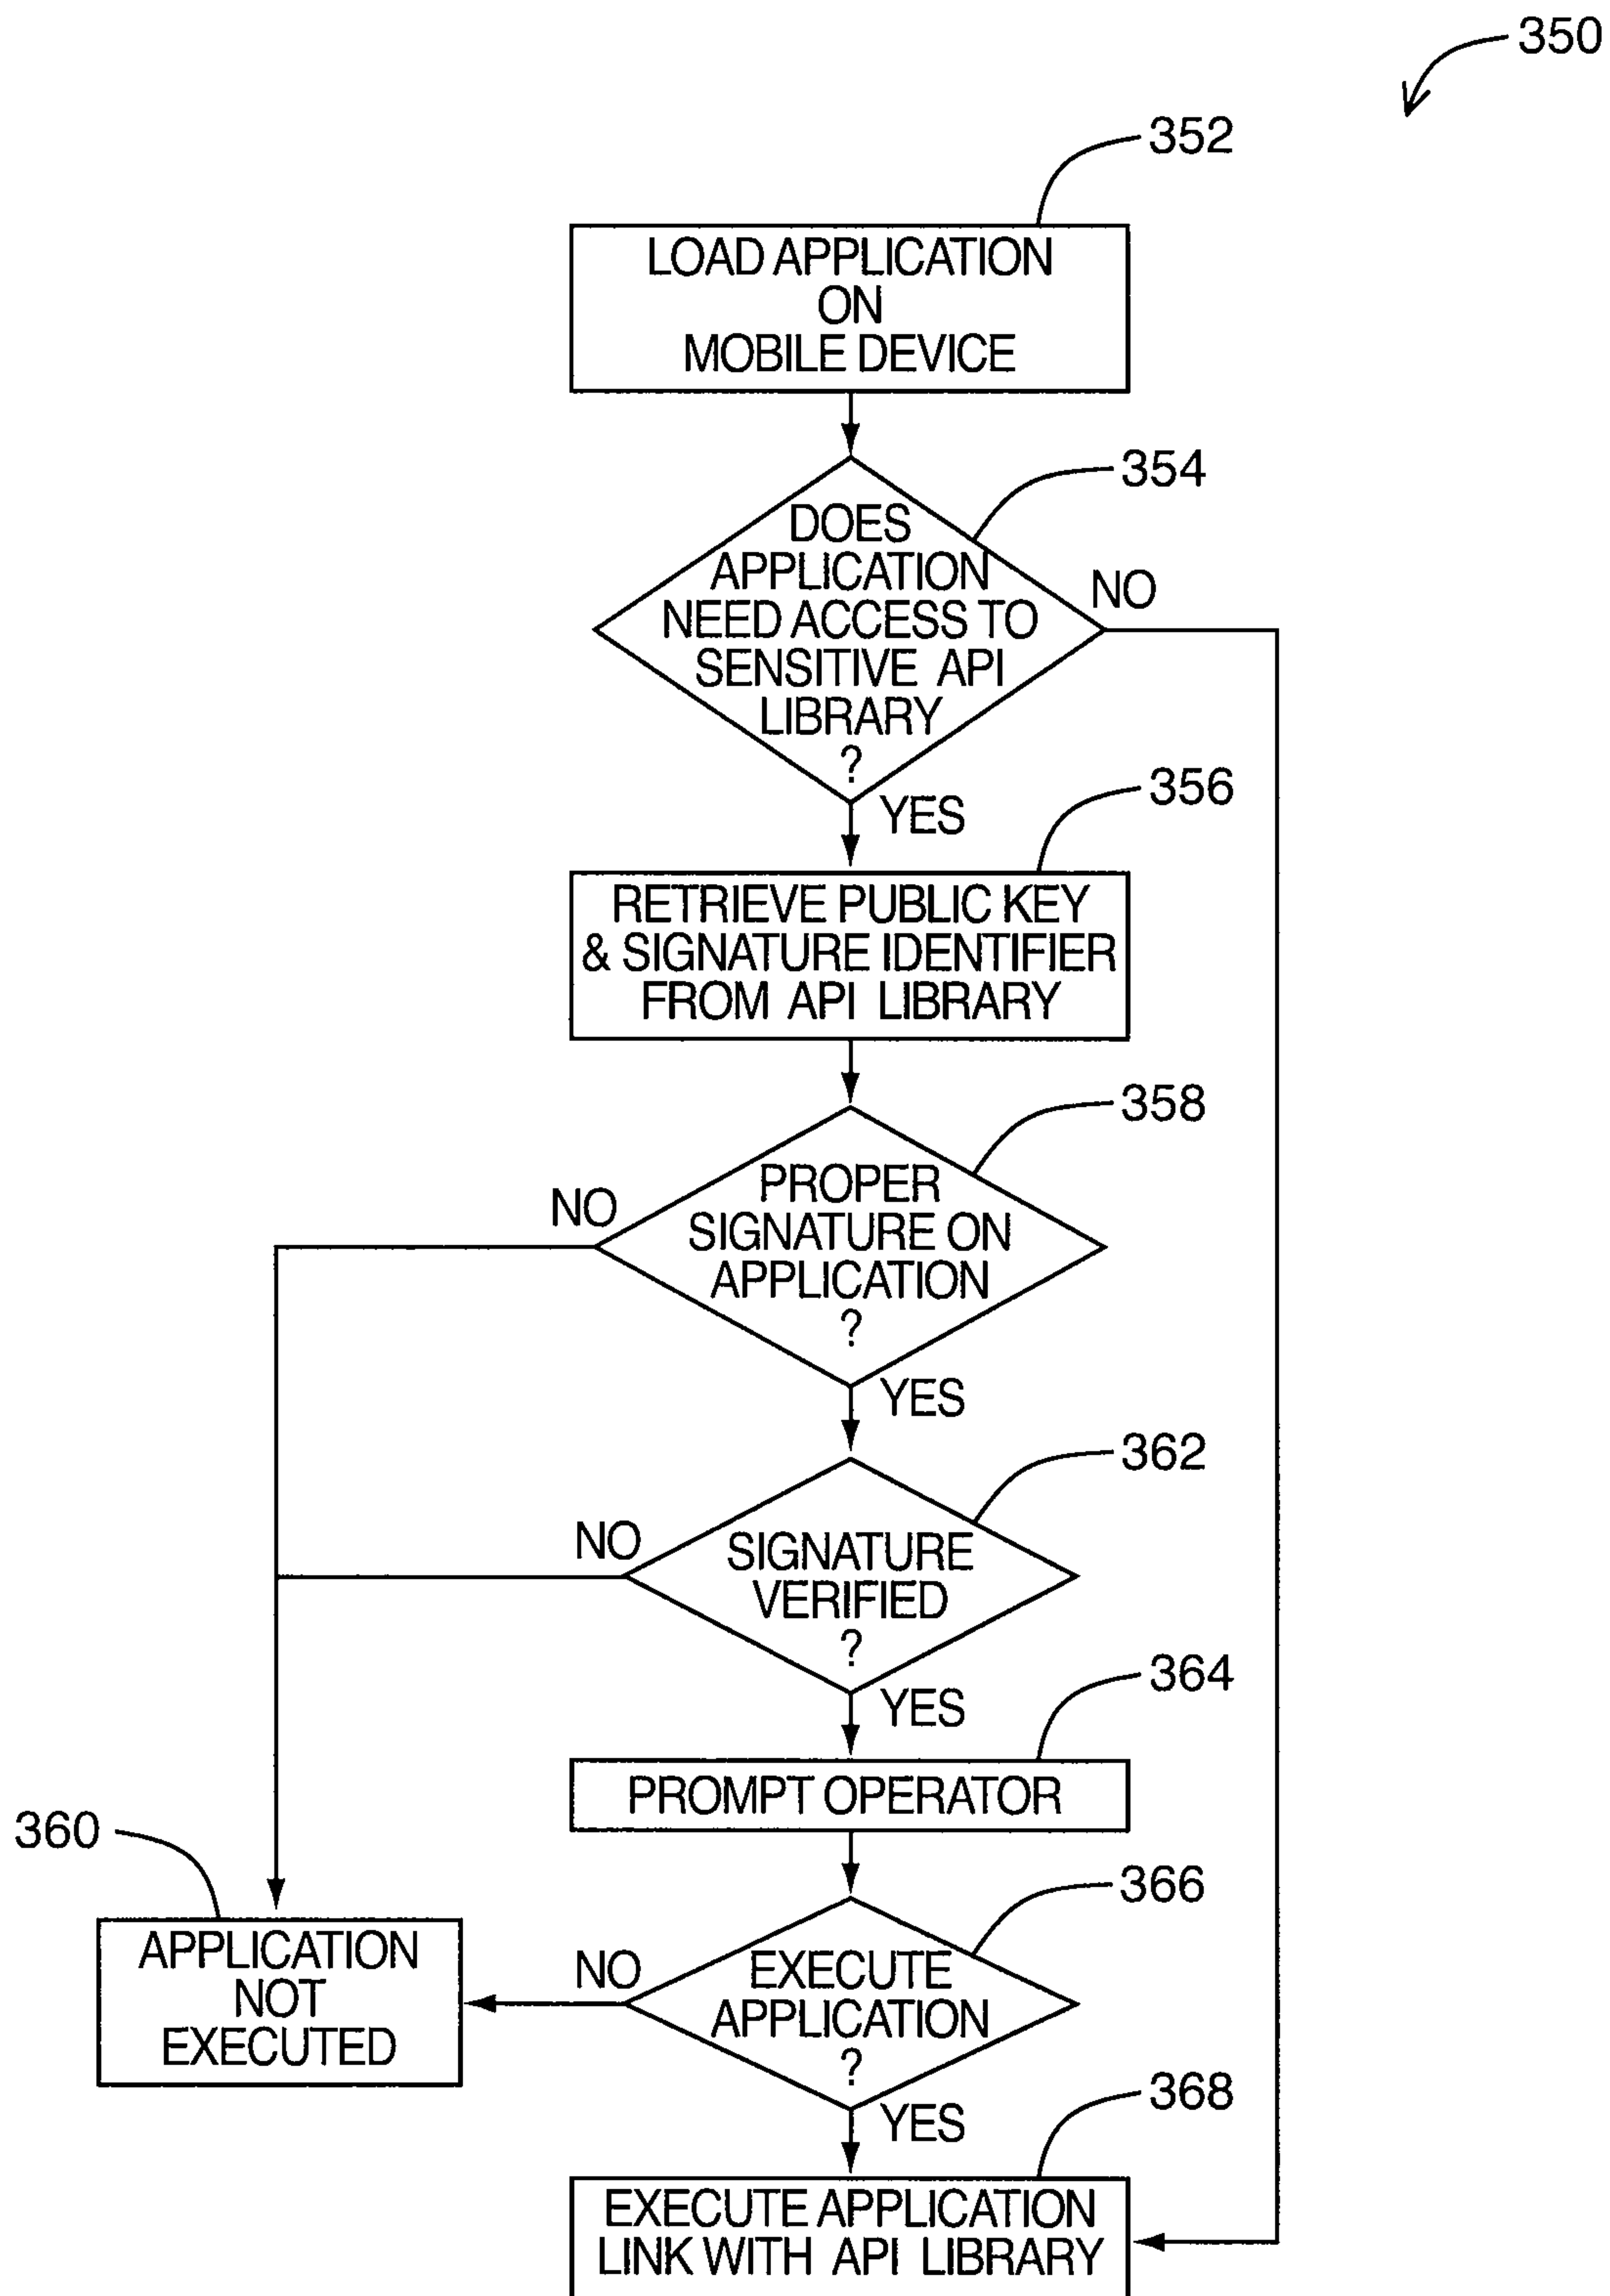 350
352
LOAD APPLICATION
ON
MOBILE DEVICE
354
DOES
APPLICATION
NEED ACCESS TO
SENSITIVE API
LIBRARY
?
NO
YES
356
RETRIEVE PUBLIC KEY
& SIGNATURE IDENTIFIER
FROM API LIBRARY
358
PROPER
SIGNATURE ON
APPLICATION
?
NO
YES
362
SIGNATURE
VERIFIED
?
NO
YES
364
PROMPT OPERATOR
360
APPLICATION
NOT
EXECUTED
366
EXECUTE
APPLICATION
?
NO
YES
368
EXECUTE APPLICATION
LINK WITH API LIBRARY